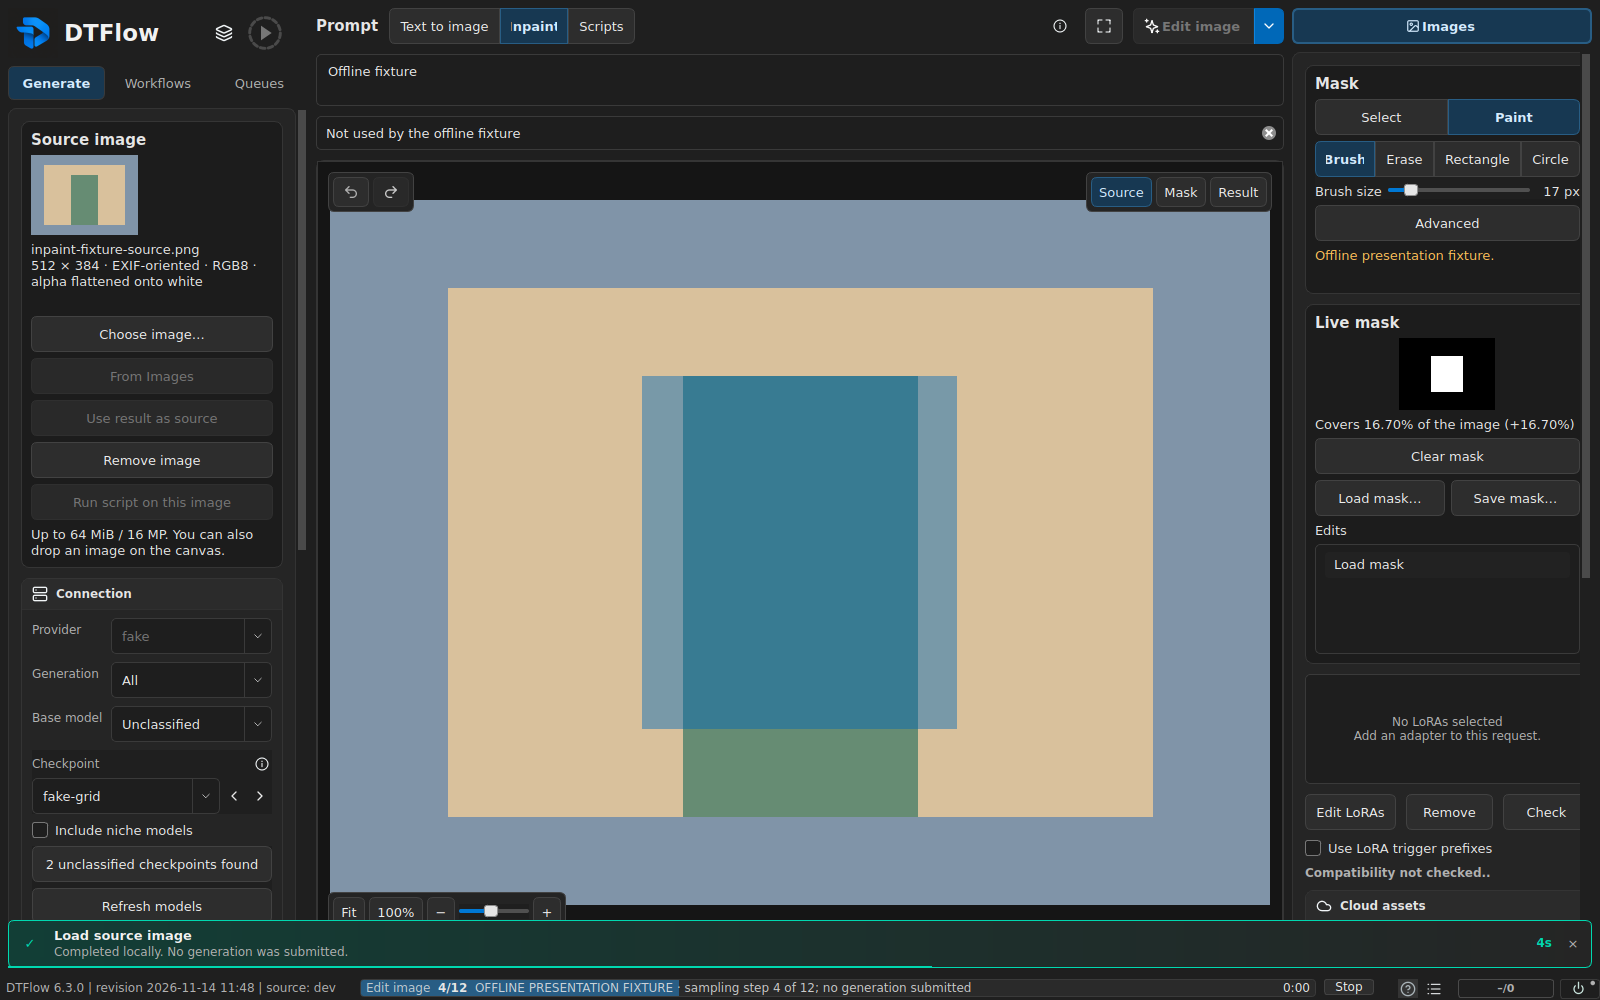 DTFlow
Prompt
Text to image
Inpaint
Scripts
Edit image
Images
Generate
Workflows
Queues
Offline fixture
Not used by the offline fixture
Source image
inpaint-fixture-source.png
512 × 384 · EXIF-oriented · RGB8 ·
alpha flattened onto white
Choose image...
From Images
Use result as source
Remove image
Run script on this image
Up to 64 MiB / 16 MP. You can also
drop an image on the canvas.
Connection
Provider
fake
Generation
All
Base model
Unclassified
Checkpoint
fake-grid
Include niche models
2 unclassified checkpoints found
Refresh models
Source
Mask
Result
Fit
100%
−
+
Mask
Select
Paint
Brush
Erase
Rectangle
Circle
Brush size
17 px
Advanced
Offline presentation fixture.
Live mask
Covers 16.70% of the image (+16.70%)
Clear mask
Load mask...
Save mask...
Edits
Load mask
No LoRAs selected
Add an adapter to this request.
Edit LoRAs
Remove
Check
Use LoRA trigger prefixes
Compatibility not checked..
Cloud assets
Load source image
Completed locally. No generation was submitted.
4s
DTFlow 6.3.0 | revision 2026-11-14 11:48 | source: dev
Edit image 4/12 OFFLINE PRESENTATION FIXTURE · sampling step 4 of 12; no generation submitted
0:00
Stop
–/0